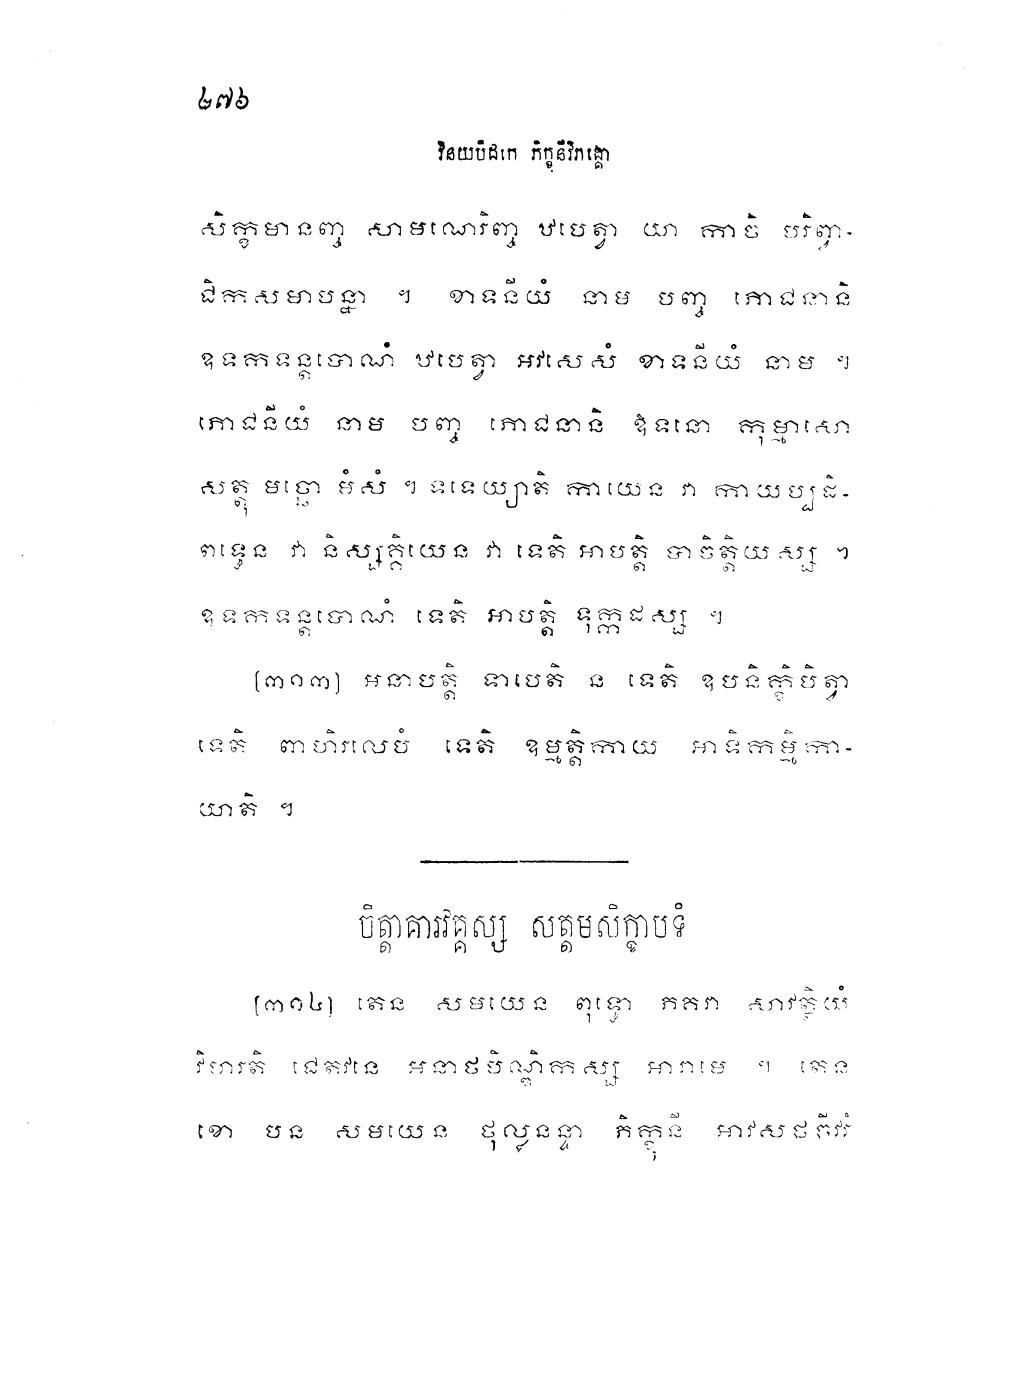 ២៧៦
វិនយបិដកេ ភិក្ខុនីវិភង្គោ
សិក្ខមានញ្ច សាមណេរិញ្ច ឋបេត្វា យា កាចិ បរិព្វា-
ជិកសមាបន្នា ។ ខាទនីយំ នាម បញ្ច ភោជនានិ
ឧទកទន្តបោណំ ឋបេត្វា អវសេសំ ខាទនីយំ នាម ។
ភោជនីយំ នាម បញ្ច ភោជនានិ ឱទនោ កុម្មាសោ
សត្តុ មច្ឆោ មំសំ ។ ទទេយ្យាតិ កាយេន វា កាយប្បដិ-
ពទ្ធេន វា និស្សគ្គិយេន វា ទេតិ អាបត្តិ បាចិត្តិយស្ស ។
ឧទកទន្តបោណំ ទេតិ អាបត្តិ ទុក្កដស្ស ។
[៣១៣] អនាបត្តិ ទាបេតិ ន ទេតិ ឧបនិក្ខិបិត្វា
ទេតិ ពាហិរលេបំ ទេតិ ឧម្មត្តិកាយ អាទិកម្មិកា-
យាតិ ។
ចិត្តាគារវគ្គស្ស សត្តមសិក្ខាបទំ
[៣១៤] តេន សមយេន ពុទ្ធោ ភគវា សាវត្ថិយំ
វិហរតិ ជេតវនេ អនាថបិណ្ឌិកស្ស អារាមេ ។ តេន
ខោ បន សមយេន ថុល្លនន្ទា ភិក្ខុនី អាវសថចីវរំ